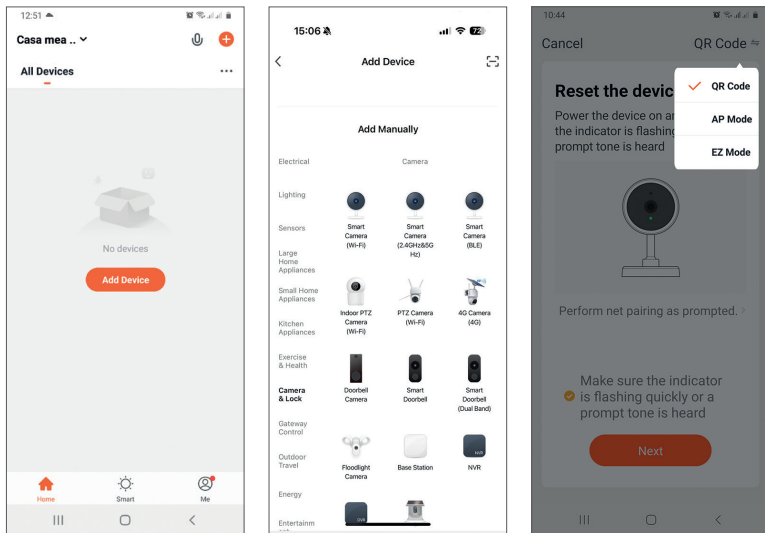 12:51
Casa mea ..
All Devices
No devices
Add Device
Home
Smart
Me
15:06
72
Add Device
Add Manually
Electrical
Camera
Lighting
Sensors
Large
Home
Appliances
Small Home
Appliances
Kitchen
Appliances
Exercise
& Health
Camera
& Lock
Gateway
Control
Outdoor
Travel
Energy
Entertainm
Smart
Camera
(Wi-Fi)
Smart
Camera
(2.4GHz&5G
Hz)
Smart
Camera
(BLE)
Indoor PTZ
Camera
(Wi-Fi)
PTZ Camera
(Wi-Fi)
4G Camera
(4G)
Doorbell
Camera
Smart
Doorbell
Smart
Doorbell
(Dual Band)
Floodlight
Camera
Base Station
NVR
NVR
DVR
10:44
Cancel
QR Code
QR Code
AP Mode
EZ Mode
Reset the devic
Power the device on an
the indicator is flashing
prompt tone is heard
Perform net pairing as prompted.
Make sure the indicator
is flashing quickly or a
prompt tone is heard
Next